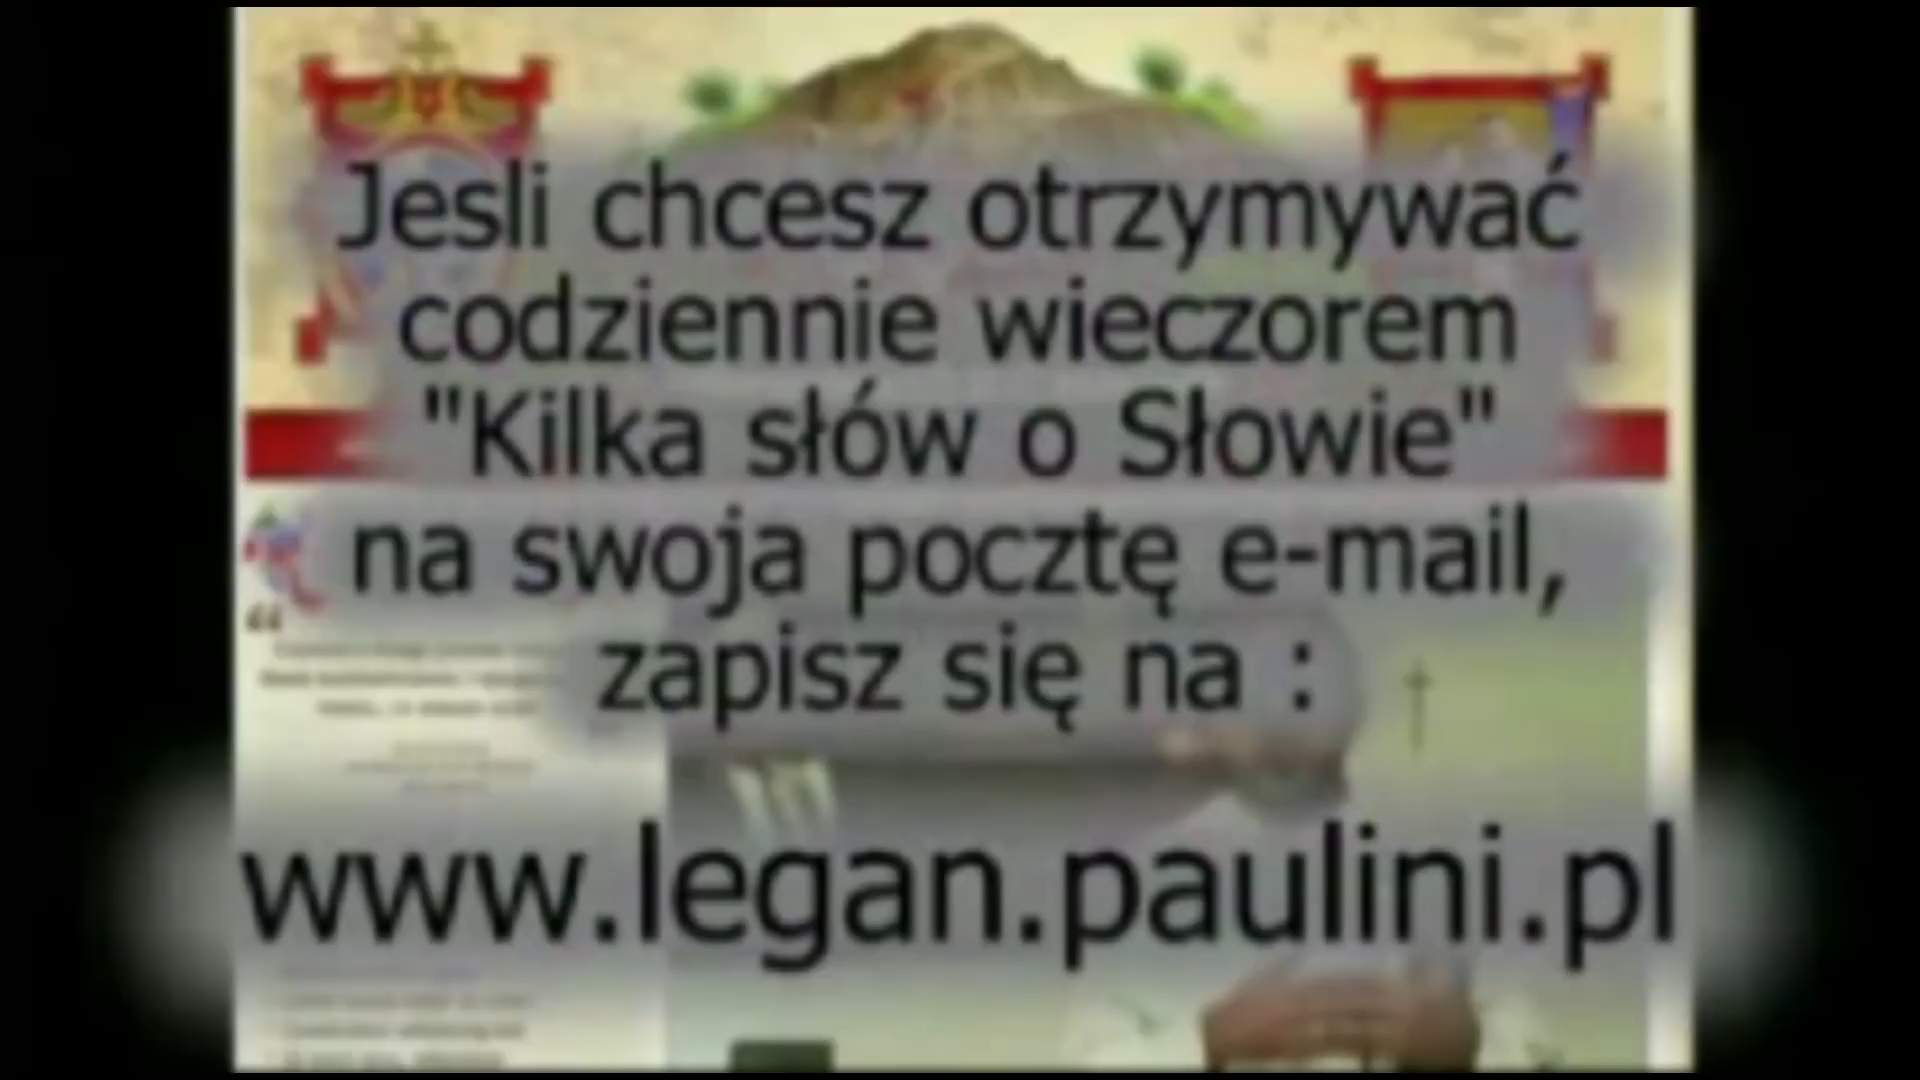 Jesli chcesz otrzymywać
codziennie wieczorem
"Kilka słów o Słowie"
na swoja pocztę e-mail,
zapisz się na :
www.legan.paulini.pl